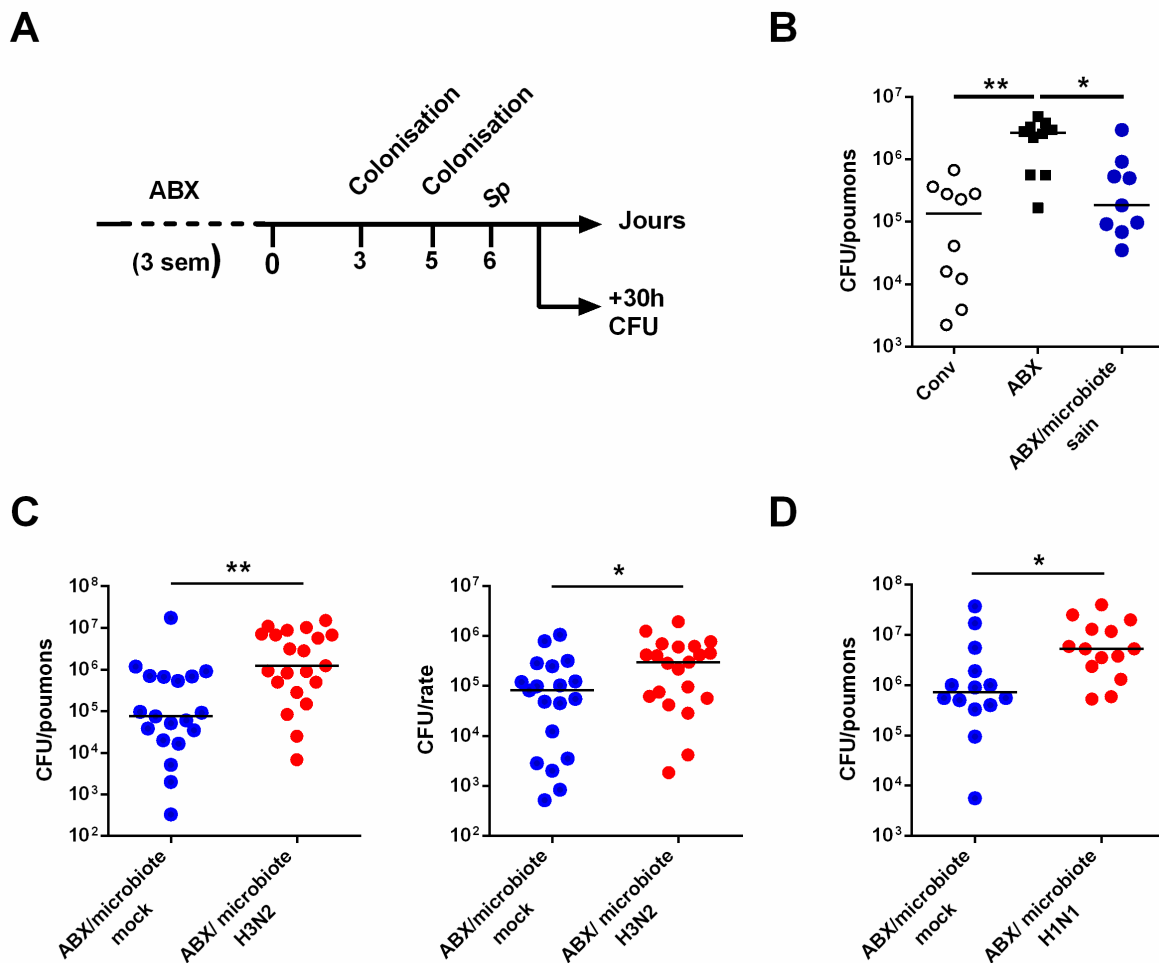 A
ABX
(3 sem)
Colonisation
Colonisation
Sp
Jours
0
3
5
6
+30h
CFU
B
** *
CFU/poumons
10⁷
10⁶
10⁵
10⁴
10³
Conv
ABX
ABX/microbiote
sain
C
**
CFU/poumons
10⁸
10⁷
10⁶
10⁵
10⁴
10³
10²
ABX/microbiote
mock
ABX/ microbiote
H3N2
*
CFU/rate
10⁷
10⁶
10⁵
10⁴
10³
10²
ABX/microbiote
mock
ABX/ microbiote
H3N2
D
*
CFU/poumons
10⁸
10⁷
10⁶
10⁵
10⁴
10³
ABX/microbiote
mock
ABX/ microbiote
H1N1